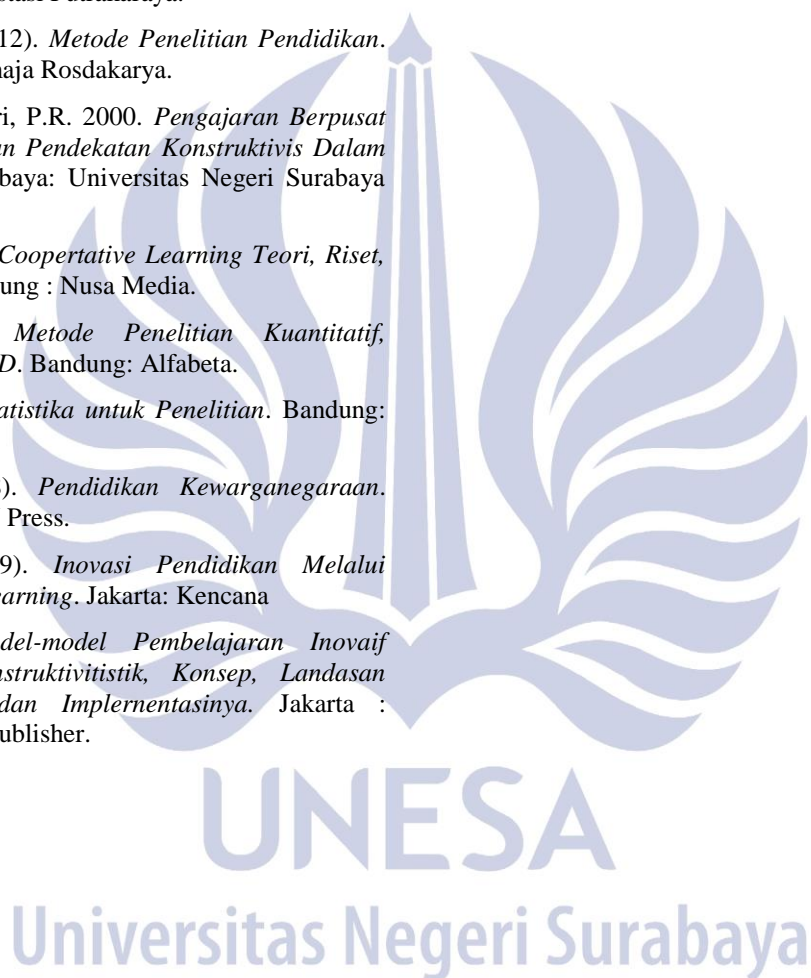 12). Metode Penelitian Pendidikan.
naja Rosdakarya.
ri, P.R. 2000. Pengajaran Berpusat
n Pendekatan Konstruktivis Dalam
baya: Universitas Negeri Surabaya
Coopertative Learning Teori, Riset,
ung : Nusa Media.
Metode Penelitian Kuantitatif,
D. Bandung: Alfabeta.
atistika untuk Penelitian. Bandung:
). Pendidikan Kewarganegaraan.
Press.
9). Inovasi Pendidikan Melalui
arning. Jakarta: Kencana
del-model Pembelajaran Inovaif
nstruktivitistik, Konsep, Landasan
dan Implernentasinya. Jakarta :
ublisher.
UNESA
Universitas Negeri Surabaya